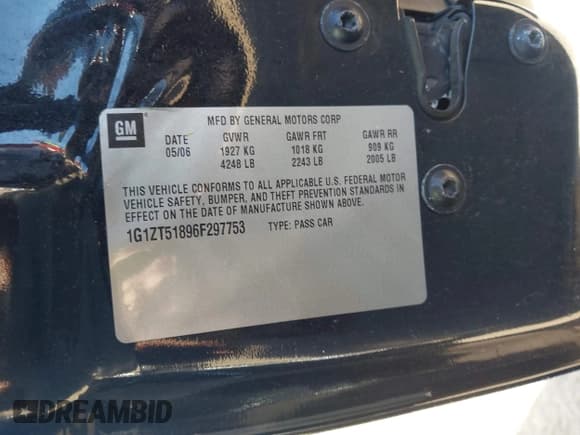 GM
MFD BY GENERAL MOTORS CORP
DATE GVWR GAWR FRT GAWR RR
05/06 1927 KG 1018 KG 909 KG
4248 LB 2243 LB 2005 LB
THIS VEHICLE CONFORMS TO ALL APPLICABLE U.S. FEDERAL MOTOR
VEHICLE SAFETY, BUMPER, AND THEFT PREVENTION STANDARDS IN
EFFECT ON THE DATE OF MANUFACTURE SHOWN ABOVE.
1G1ZT51896F297753 TYPE: PASS CAR
DREAMBID